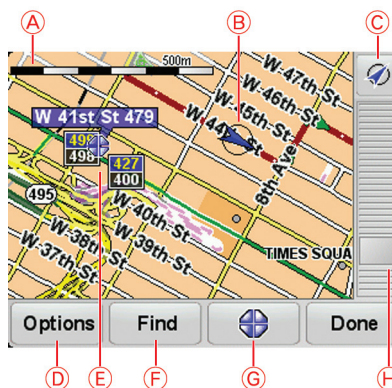 A
B
C
500m
W 47th St
W 46th St
W 45th St
W 44th St
W 41st St 479
498
427
400
8th Ave
495
W 40th St
W 39th St
W 38th St
W 37th St
TIMES SQUA
Options
Find
Done
D
E
F
G
H